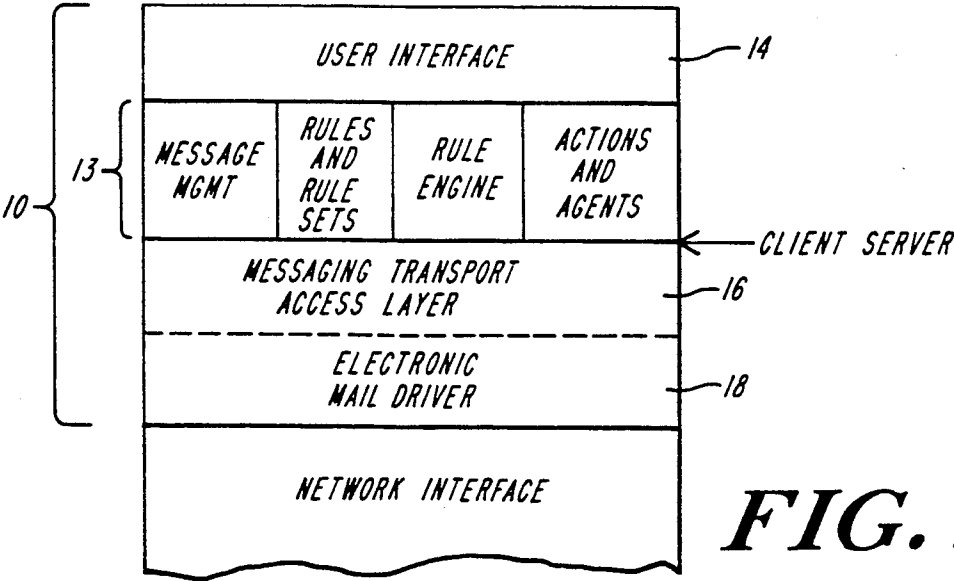 USER INTERFACE
14
10
13
MESSAGE
MGMT
RULES
AND
RULE
SETS
RULE
ENGINE
ACTIONS
AND
AGENTS
CLIENT SERVER
MESSAGING TRANSPORT
ACCESS LAYER
16
ELECTRONIC
MAIL DRIVER
18
NETWORK INTERFACE
FIG.